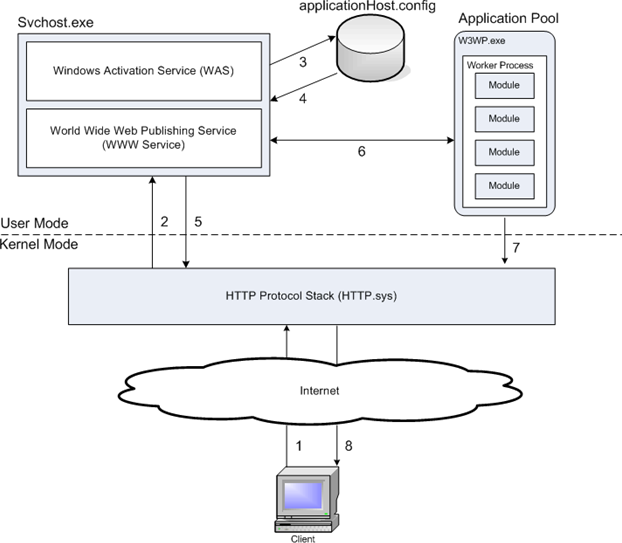 applicationHost.config
Svchost.exe
Application Pool
W3WP.exe
Windows Activation Service (WAS)
3
4
Worker Process
Module
Module
Module
Module
World Wide Web Publishing Service
(WWW Service)
6
User Mode
2
5
Kernel Mode
7
HTTP Protocol Stack (HTTP.sys)
Internet
1
8
Client